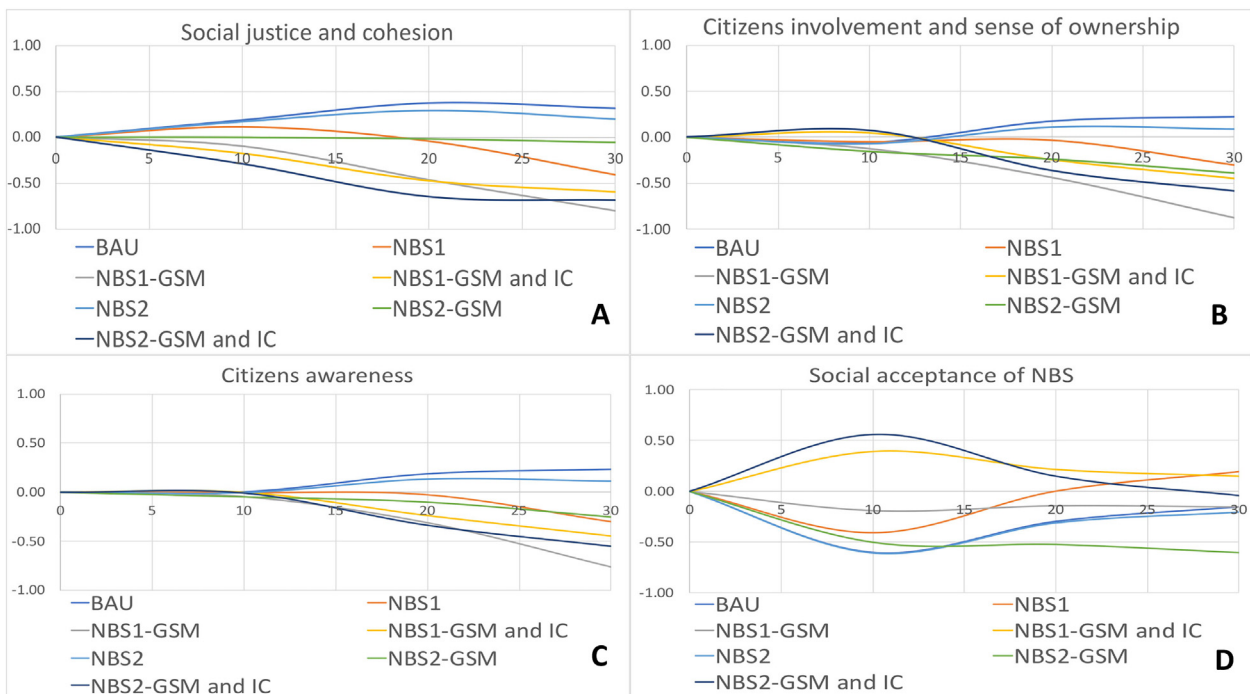 Social justice and cohesion
1.00
0.50
0.00
0 5 10 15 20 25 30
-0.50
-1.00
BAU NBS1
NBS1-GSM NBS1-GSM and IC
NBS2 NBS2-GSM
NBS2-GSM and IC
A
Citizens involvement and sense of ownership
1.00
0.50
0.00
0 5 10 15 20 25 30
-0.50
-1.00
BAU NBS1
NBS1-GSM NBS1-GSM and IC
NBS2 NBS2-GSM
NBS2-GSM and IC
B
Citizens awareness
1.00
0.50
0.00
0 5 10 15 20 25 30
-0.50
-1.00
BAU NBS1
NBS1-GSM NBS1-GSM and IC
NBS2 NBS2-GSM
NBS2-GSM and IC
C
Social acceptance of NBS
1.00
0.50
0.00
0 5 10 15 20 25 30
-0.50
-1.00
BAU NBS1
NBS1-GSM NBS1-GSM and IC
NBS2 NBS2-GSM
NBS2-GSM and IC
D